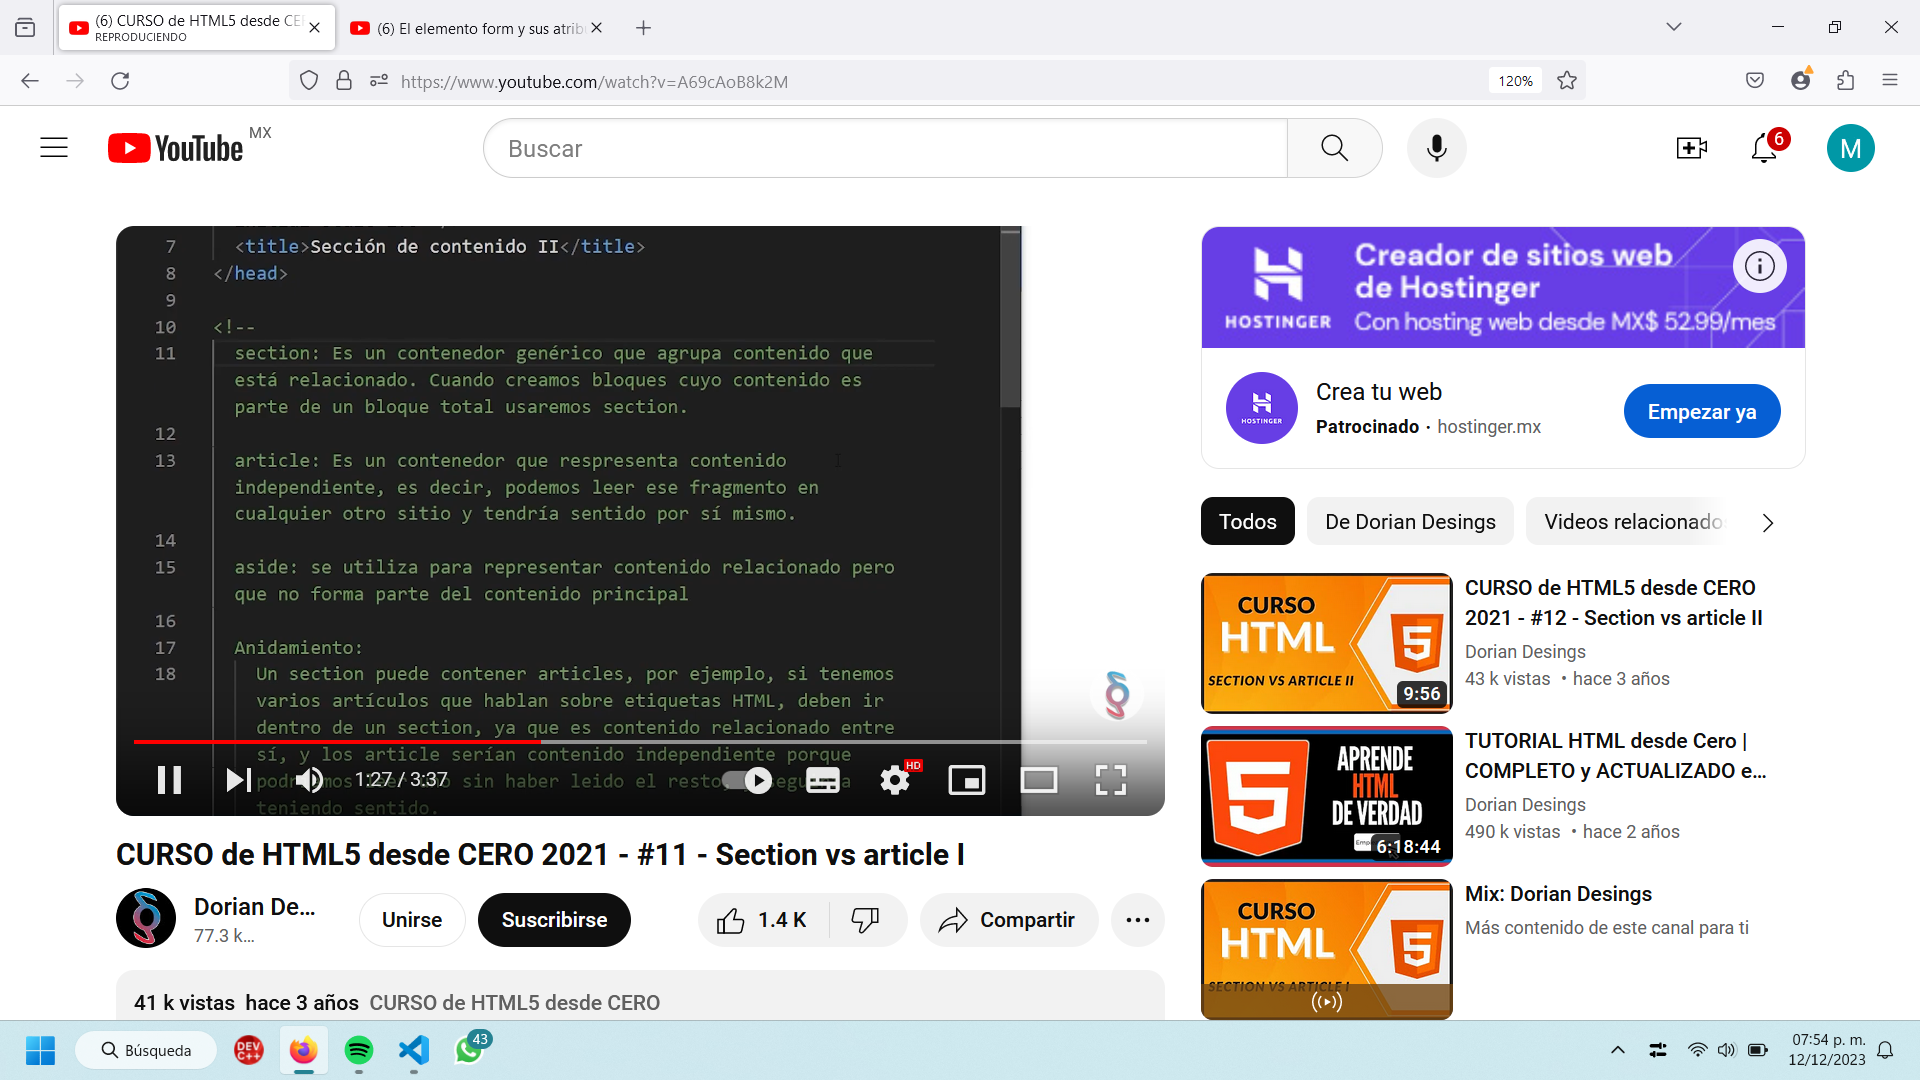 (6) CURSO de HTML5 desde CE
REPRODUCIENDO
(6) El elemento form y sus atrib
https://www.youtube.com/watch?v=A69cAoB8k2M
120%
YouTube MX
Buscar
6
M
7 <title>Sección de contenido II</title>
8 </head>
9
10 <!--
11 section: Es un contenedor genérico que agrupa contenido que
está relacionado. Cuando creamos bloques cuyo contenido es
parte de un bloque total usaremos section.
12
13 article: Es un contenedor que respresenta contenido
independiente, es decir, podemos leer ese fragmento en
cualquier otro sitio y tendría sentido por sí mismo.
14
15 aside: se utiliza para representar contenido relacionado pero
que no forma parte del contenido principal
16
17 Anidamiento:
18 Un section puede contener articles, por ejemplo, si tenemos
varios artículos que hablan sobre etiquetas HTML, deben ir
dentro de un section, ya que es contenido relacionado entre
sí, y los article serían contenido independiente porque
sin haber leido el resto
teniendo sentido.
1:27 / 3:37
HD
CURSO de HTML5 desde CERO 2021 - #11 - Section vs article I
Dorian De...
77.3 k...
Unirse
Suscribirse
1.4 K
Compartir
41 k vistas hace 3 años CURSO de HTML5 desde CERO
HOSTINGER
Creador de sitios web
de Hostinger
Con hosting web desde MX$ 52.99/mes
HOSTINGER
Crea tu web
Patrocinado · hostinger.mx
Empezar ya
Todos
De Dorian Desings
Videos relacionado
CURSO
HTML
SECTION VS ARTICLE II
5
9:56
CURSO de HTML5 desde CERO
2021 - #12 - Section vs article II
Dorian Desings
43 k vistas • hace 3 años
5
APRENDE
HTML
DE VERDAD
6:18:44
TUTORIAL HTML desde Cero |
COMPLETO y ACTUALIZADO e...
Dorian Desings
490 k vistas • hace 2 años
CURSO
HTML
SECTION VS ARTICLE I
5
Mix: Dorian Desings
Más contenido de este canal para ti
Búsqueda
DEV
C++
43
07:54 p. m.
12/12/2023